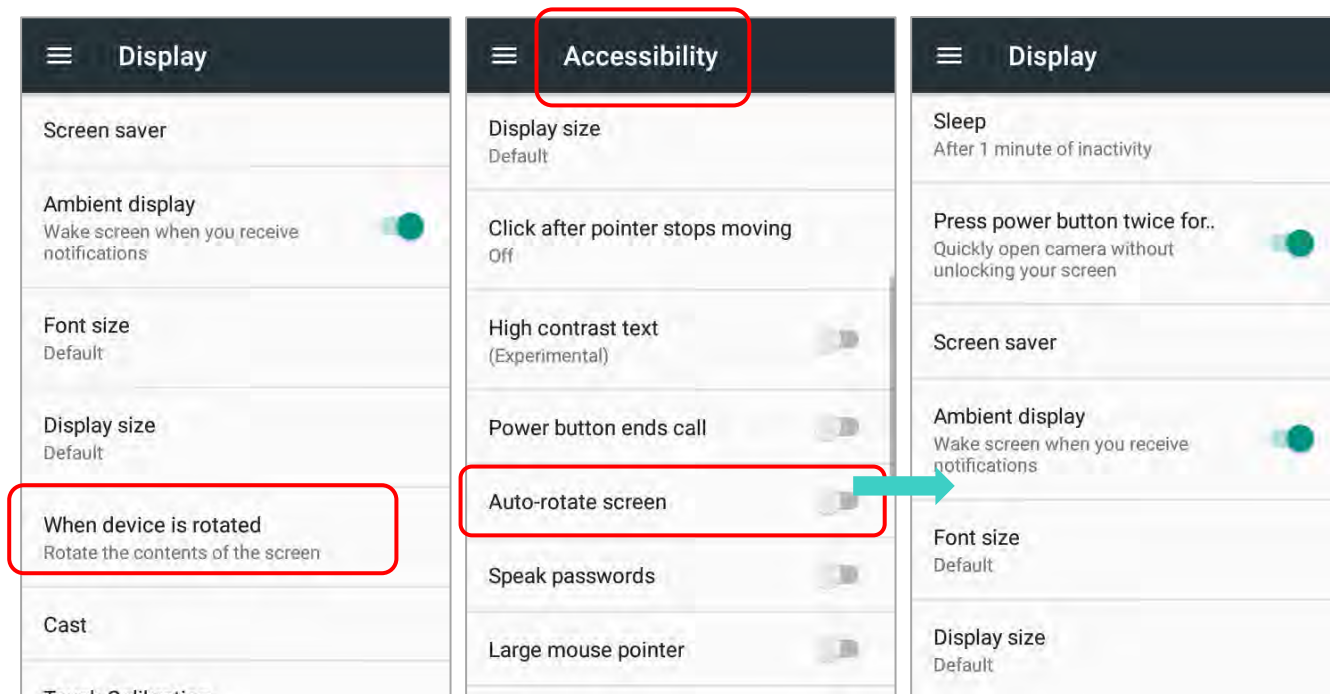 Display
Screen saver
Ambient display
Wake screen when you receive
notifications
Font size
Default
Display size
Default
When device is rotated
Rotate the contents of the screen
Cast
Accessibility
Display size
Default
Click after pointer stops moving
Off
High contrast text
(Experimental)
Power button ends call
Auto-rotate screen
Speak passwords
Large mouse pointer
Display
Sleep
After 1 minute of inactivity
Press power button twice for..
Quickly open camera without
unlocking your screen
Screen saver
Ambient display
Wake screen when you receive
notifications
Font size
Default
Display size
Default